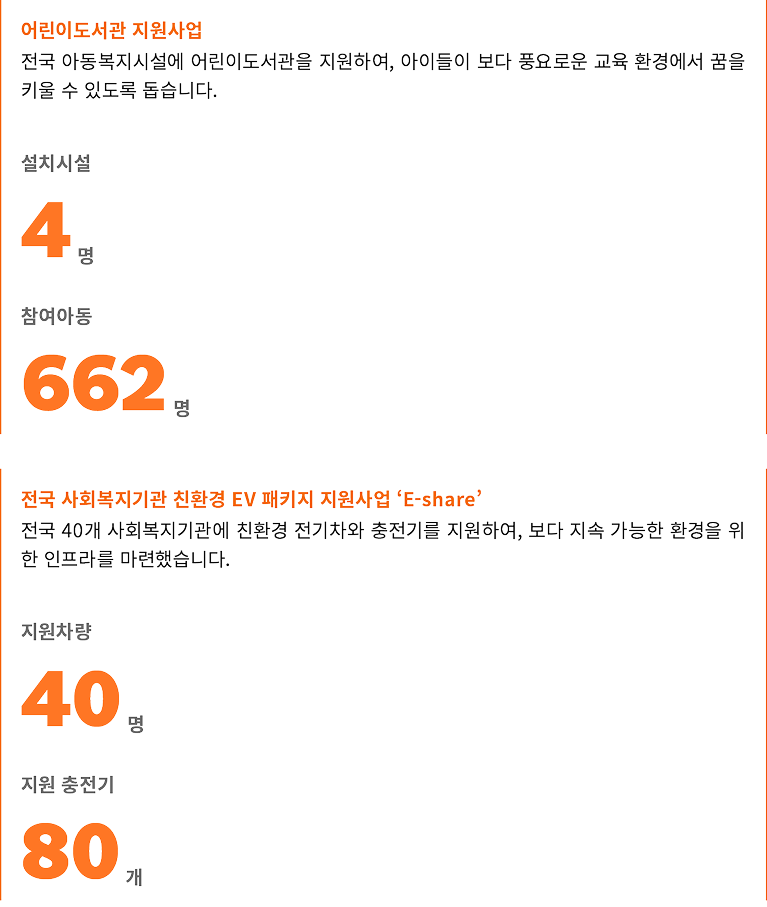 어린이도서관 지원사업
전국 아동복지시설에 어린이도서관을 지원하여, 아이들이 보다 풍요로운 교육 환경에서 꿈을
키울 수 있도록 돕습니다.
설치시설
4 명
참여아동
662 명
전국 사회복지기관 친환경 EV 패키지 지원사업 ‘E-share’
전국 40개 사회복지기관에 친환경 전기차와 충전기를 지원하여, 보다 지속 가능한 환경을 위
한 인프라를 마련했습니다.
지원차량
40 명
지원 충전기
80 개